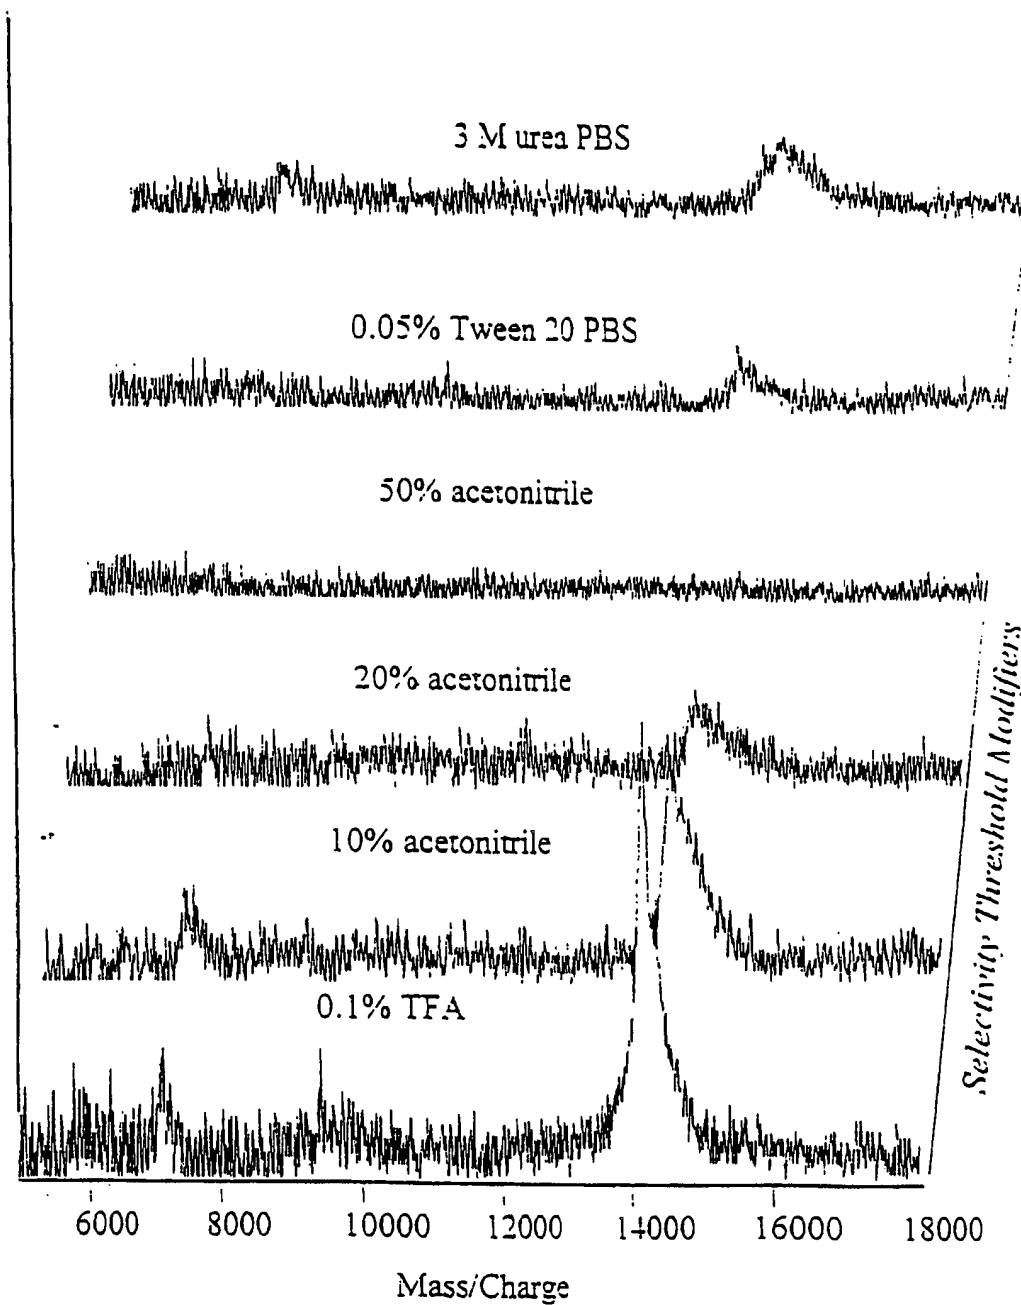 3 M urea PBS
0.05% Tween 20 PBS
50% acetonitrile
20% acetonitrile
10% acetonitrile
0.1% TFA
Selectivity Threshold Modifiers
6000 8000 10000 12000 14000 16000 18000
Mass/Charge